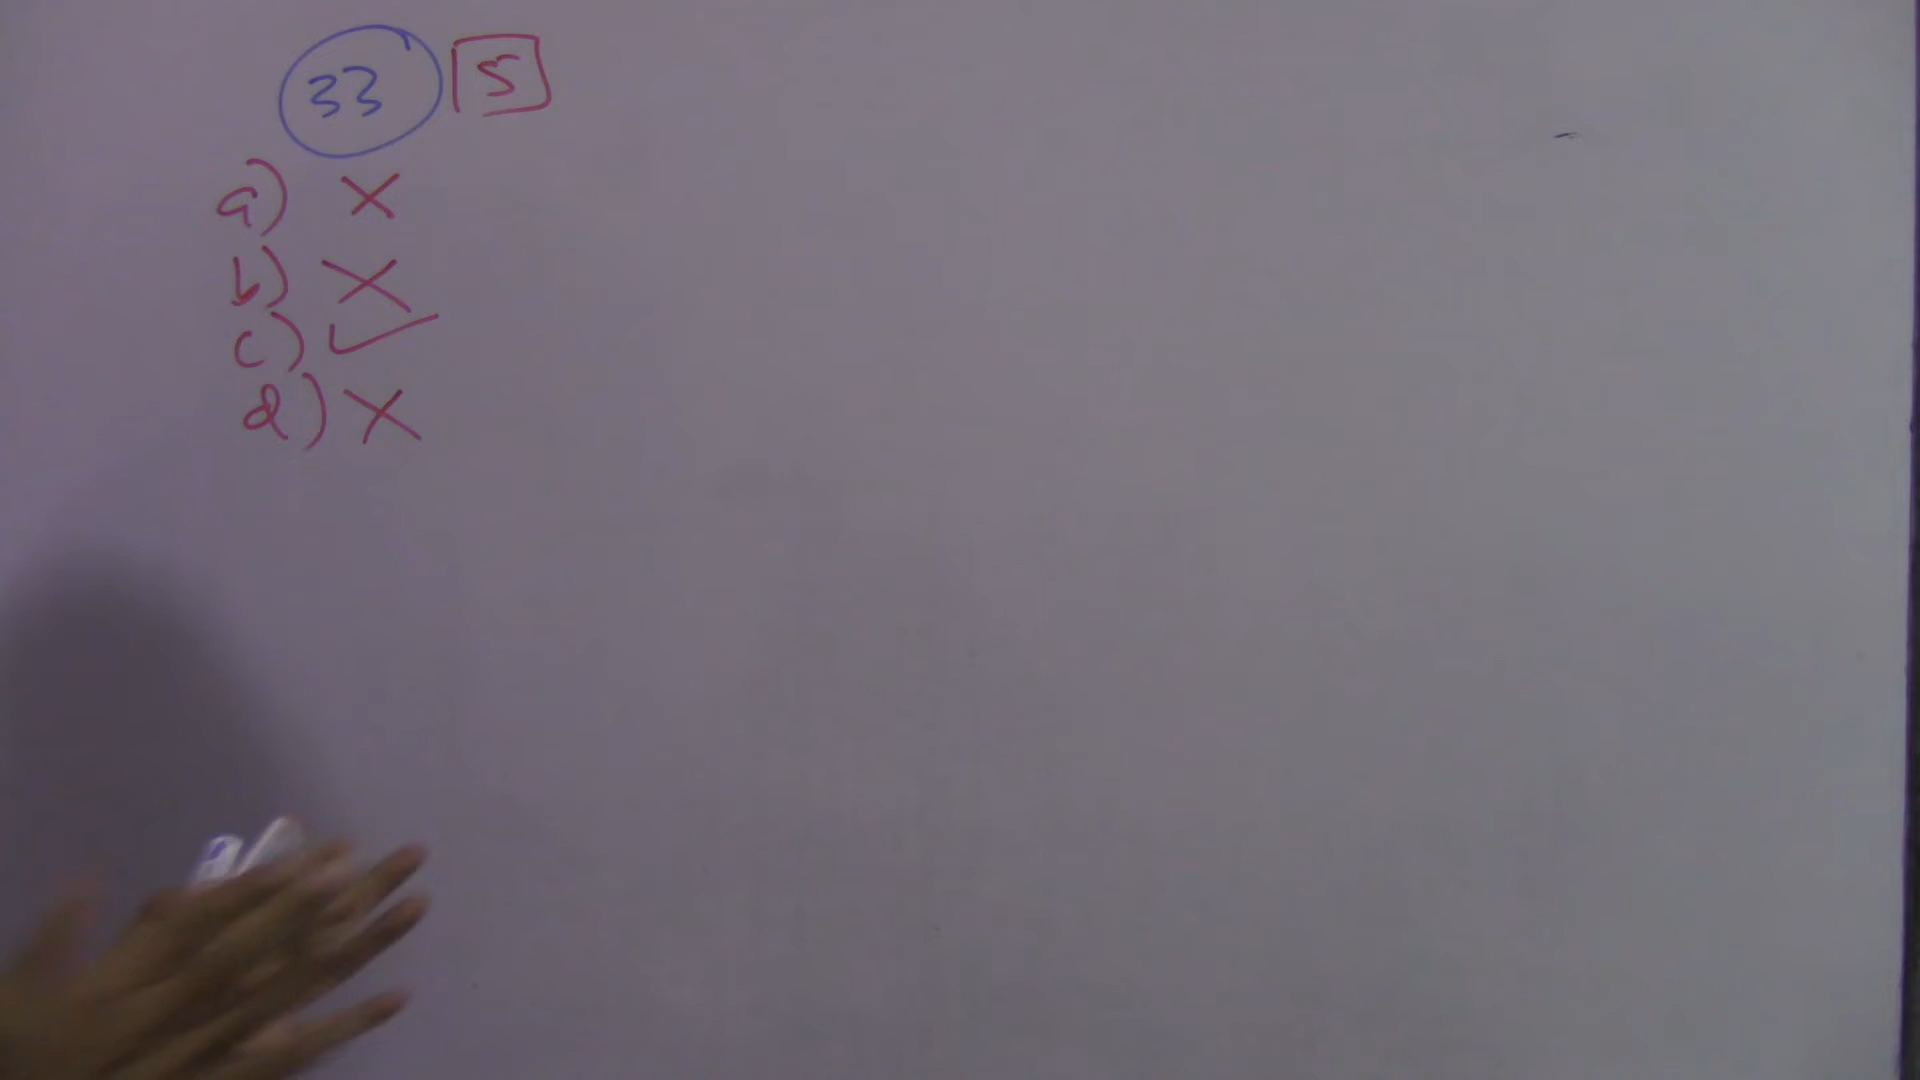 33 5
a) ✗
b) ✗
c) ✓
d) ✗